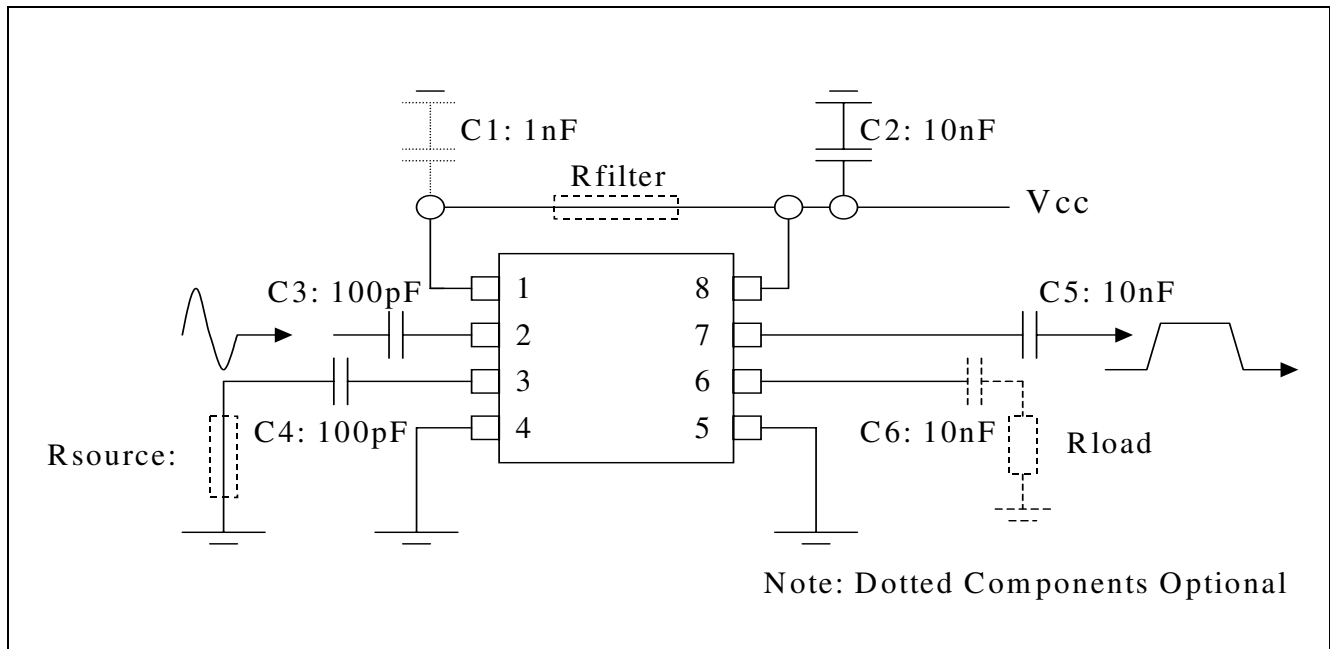 C1: 1nF
C2: 10nF
Rfilter
Vcc
C3: 100pF
1
8
C5: 10nF
2
7
3
6
C4: 100pF
4
5
C6: 10nF
Rsource:
Rload
Note: Dotted Components Optional